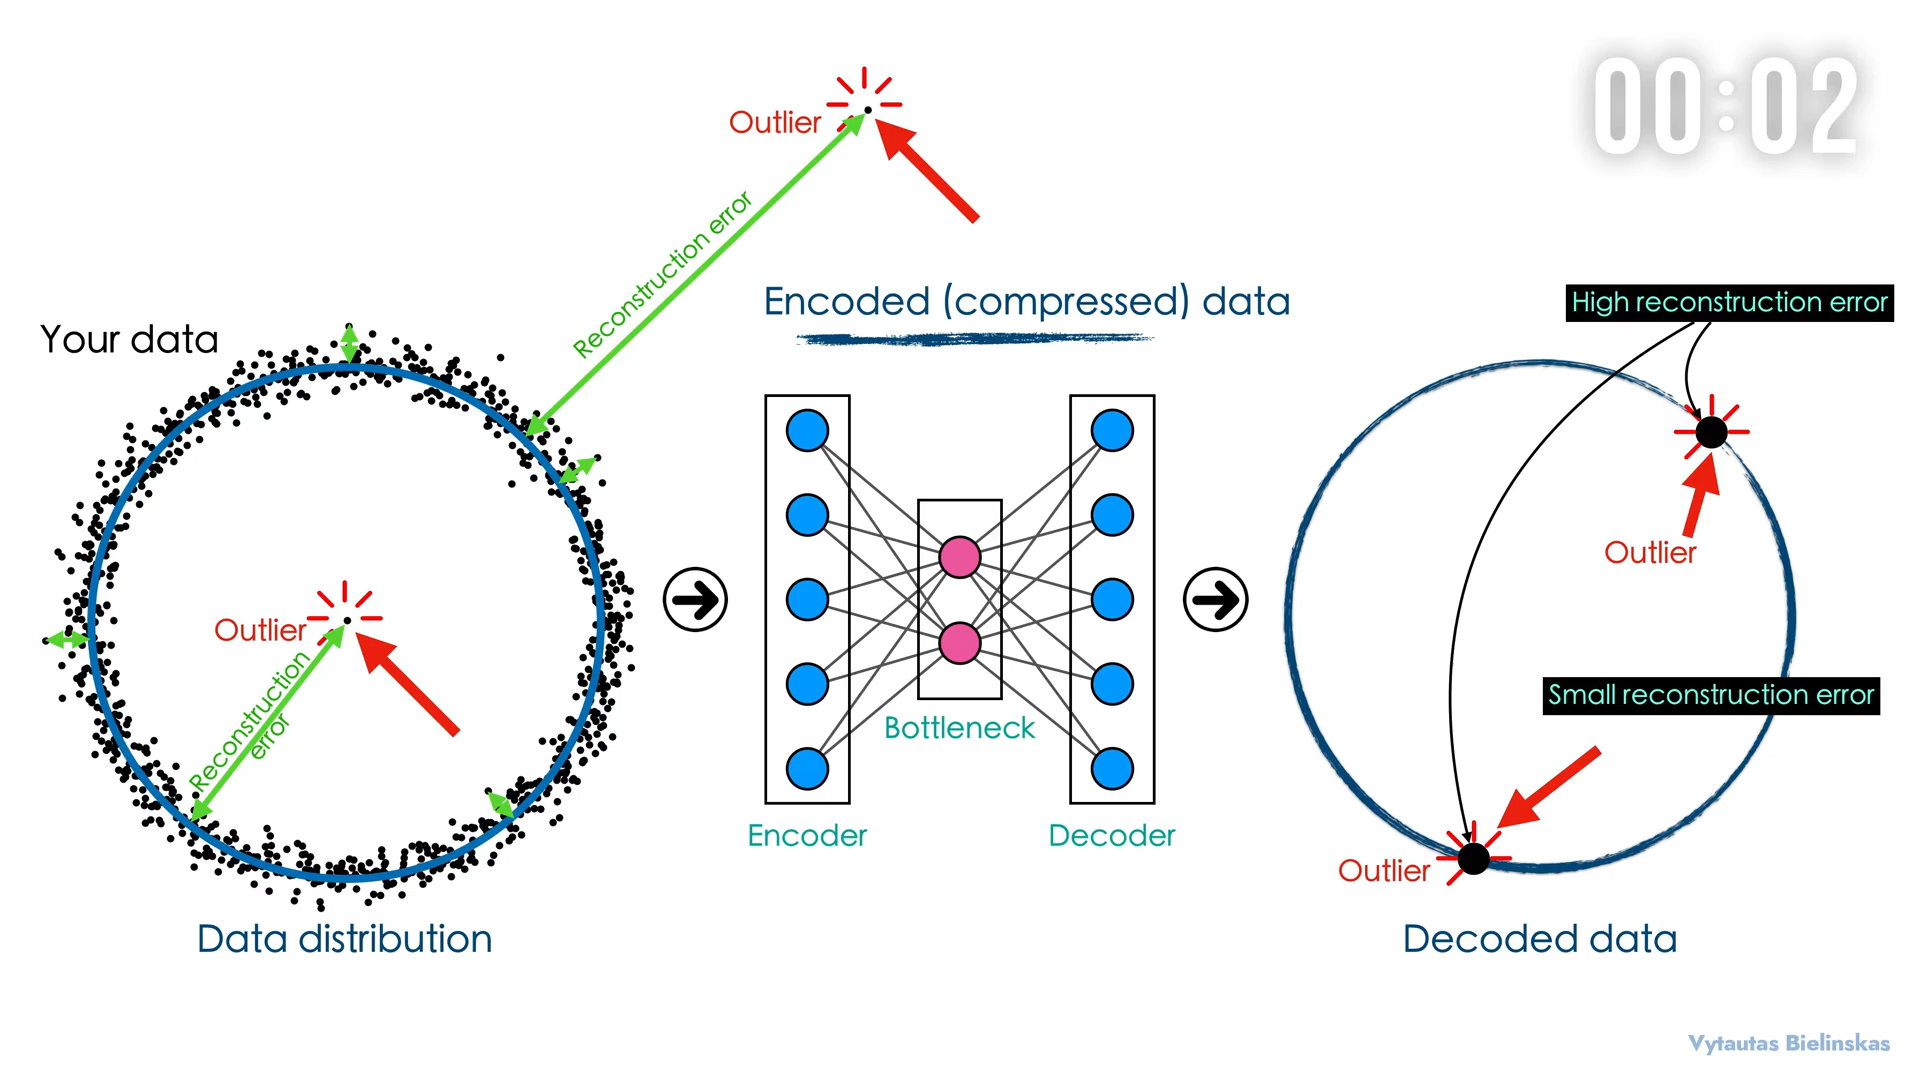 00:02
Outlier
Reconstruction error
Encoded (compressed) data
High reconstruction error
Your data
Outlier
Outlier
Reconstruction
error
Small reconstruction error
Bottleneck
Encoder
Decoder
Outlier
Data distribution
Decoded data
Vytautas Bielinskas